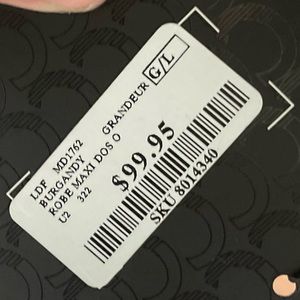 LDF MD1762
BURGANDY
ROBE MAXI DOS O
U2 322
GRANDEUR G/L
$99.95
SKU 8014340